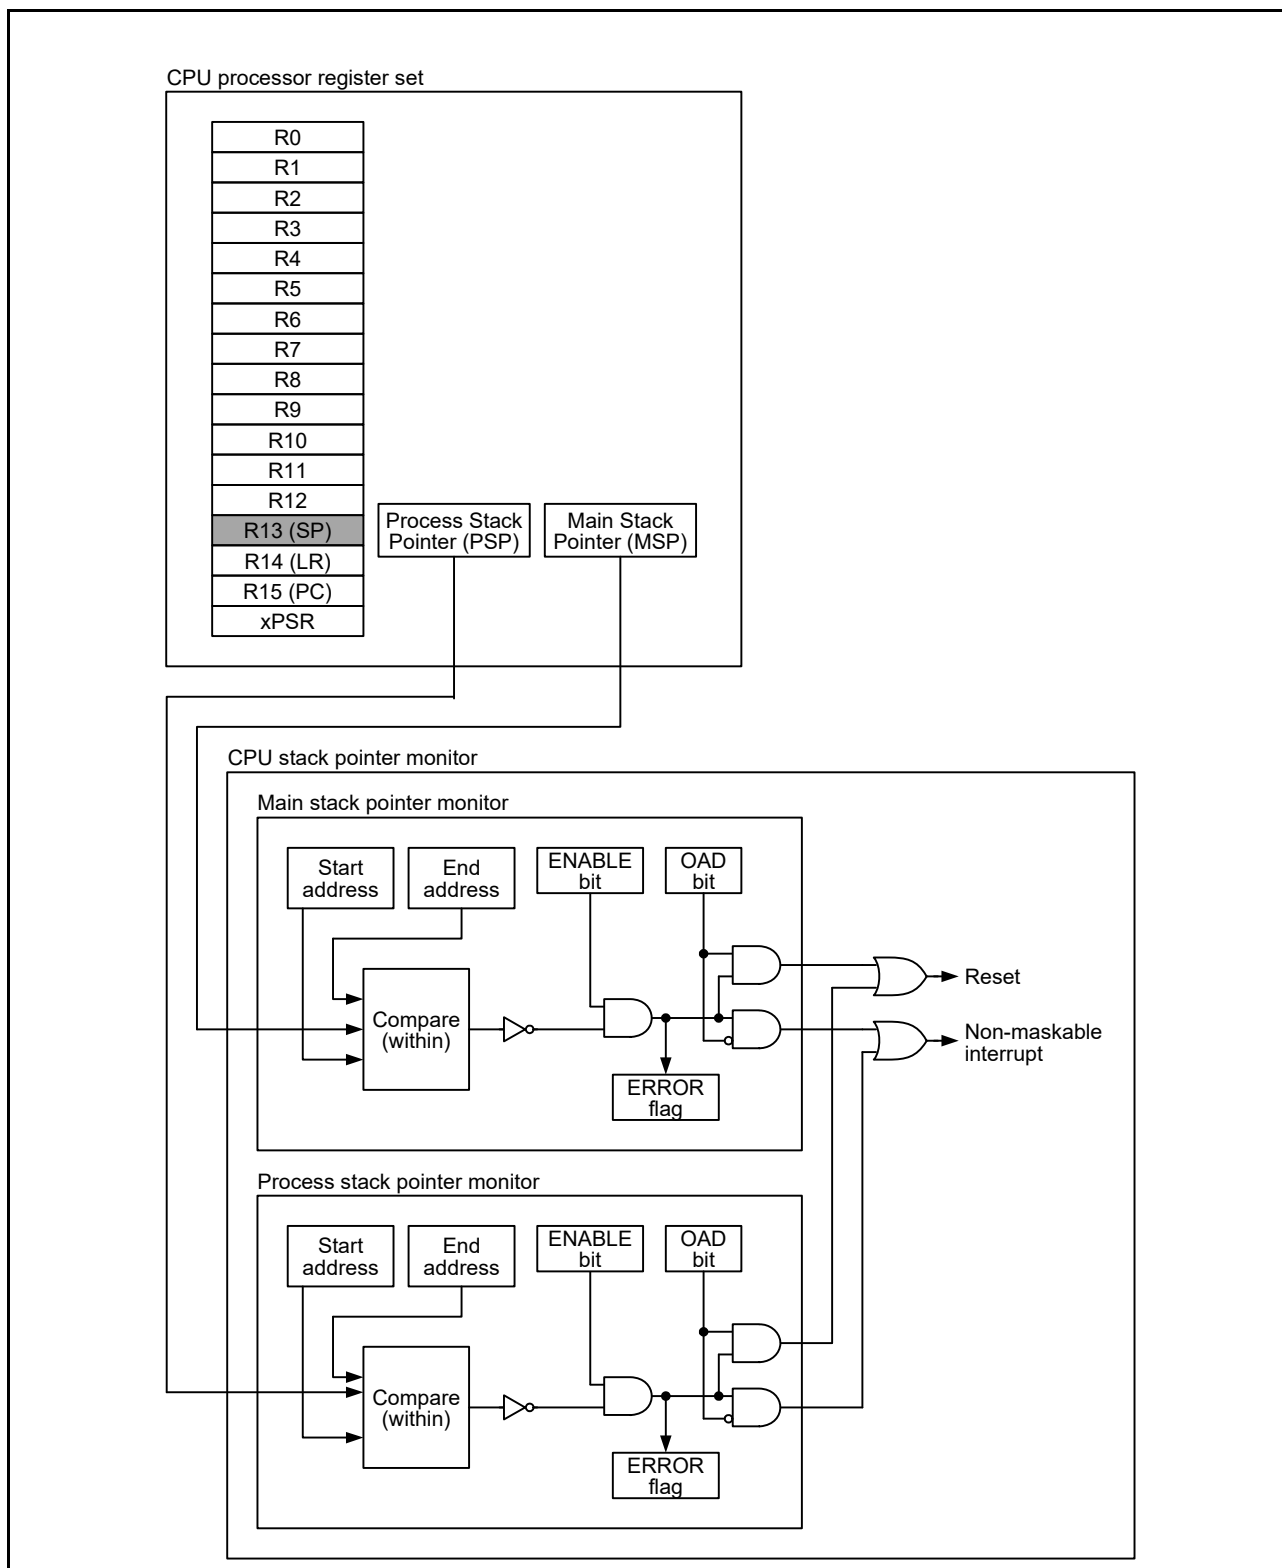 CPU processor register set
R0
R1
R2
R3
R4
R5
R6
R7
R8
R9
R10
R11
R12
R13 (SP)
R14 (LR)
R15 (PC)
xPSR
Process Stack
Pointer (PSP)
Main Stack
Pointer (MSP)
CPU stack pointer monitor
Main stack pointer monitor
Start
address
End
address
ENABLE
bit
OAD
bit
Compare
(within)
ERROR
flag
Reset
Non-maskable
interrupt
Process stack pointer monitor
Start
address
End
address
ENABLE
bit
OAD
bit
Compare
(within)
ERROR
flag